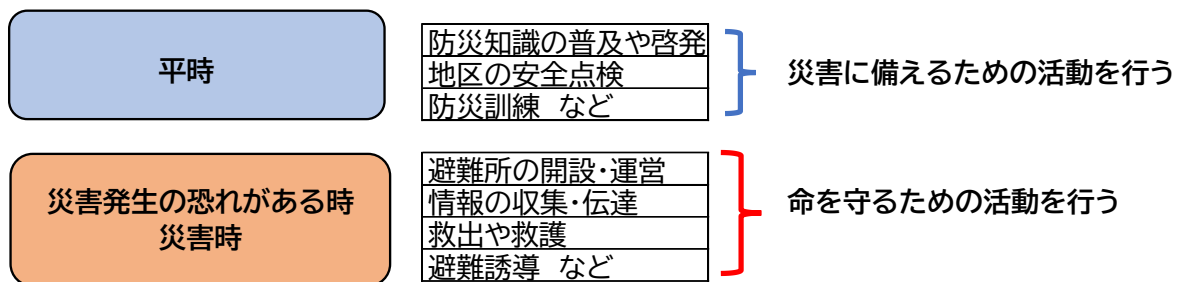 平時
防災知識の普及や啓発
地区の安全点検
防災訓練 など
災害に備えるための活動を行う
災害発生の恐れがある時
災害時
避難所の開設・運営
情報の収集・伝達
救出や救護
避難誘導 など
命を守るための活動を行う